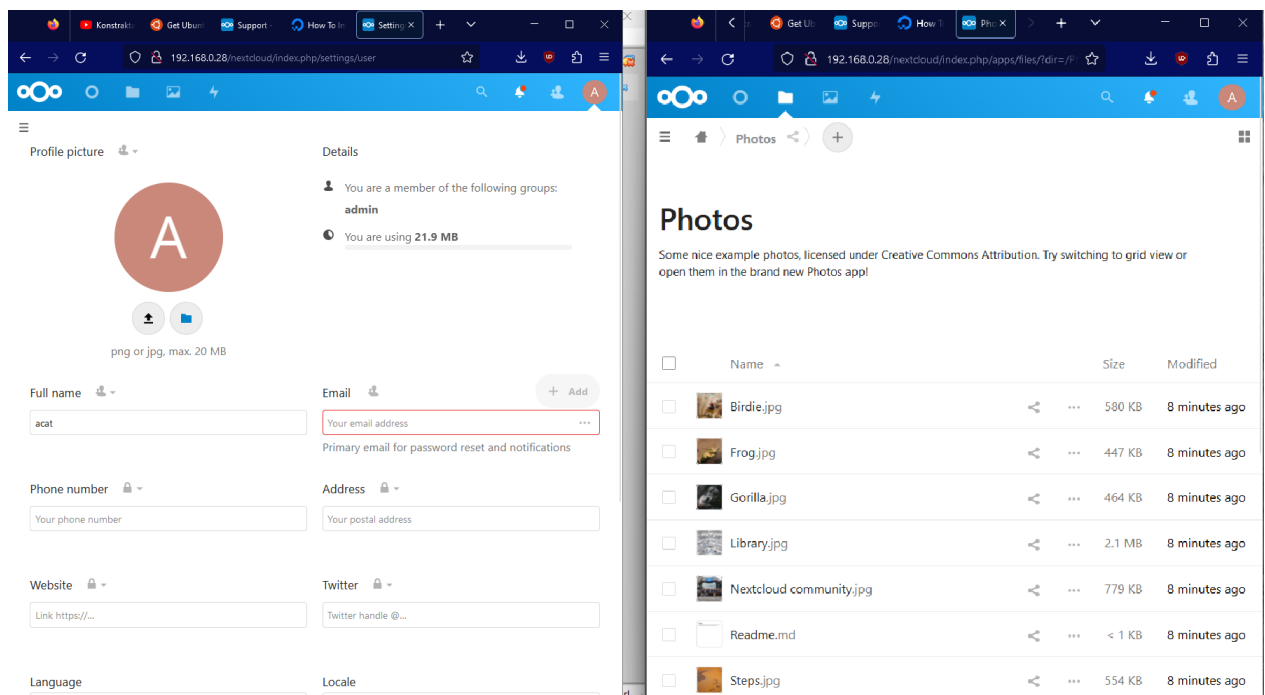 Konstrakta
Get Ubunt
Support -
How To In
Setting
192.168.0.28/nextcloud/index.php/settings/user
A
Profile picture
A
png or jpg, max. 20 MB
Details
You are a member of the following groups:
admin
You are using 21.9 MB
Full name
acat
Email
+ Add
Your email address
Primary email for password reset and notifications
Phone number
Your phone number
Address
Your postal address
Website
Link https://...
Twitter
Twitter handle @...
Language
Locale
Get Ub
Suppo
How T
Pho
192.168.0.28/nextcloud/index.php/apps/files/?dir=/P
A
Photos
Photos
Some nice example photos, licensed under Creative Commons Attribution. Try switching to grid view or
open them in the brand new Photos app!
Name Size Modified
Birdie.jpg 580 KB 8 minutes ago
Frog.jpg 447 KB 8 minutes ago
Gorilla.jpg 464 KB 8 minutes ago
Library.jpg 2.1 MB 8 minutes ago
Nextcloud community.jpg 779 KB 8 minutes ago
Readme.md < 1 KB 8 minutes ago
Steps.jpg 554 KB 8 minutes ago